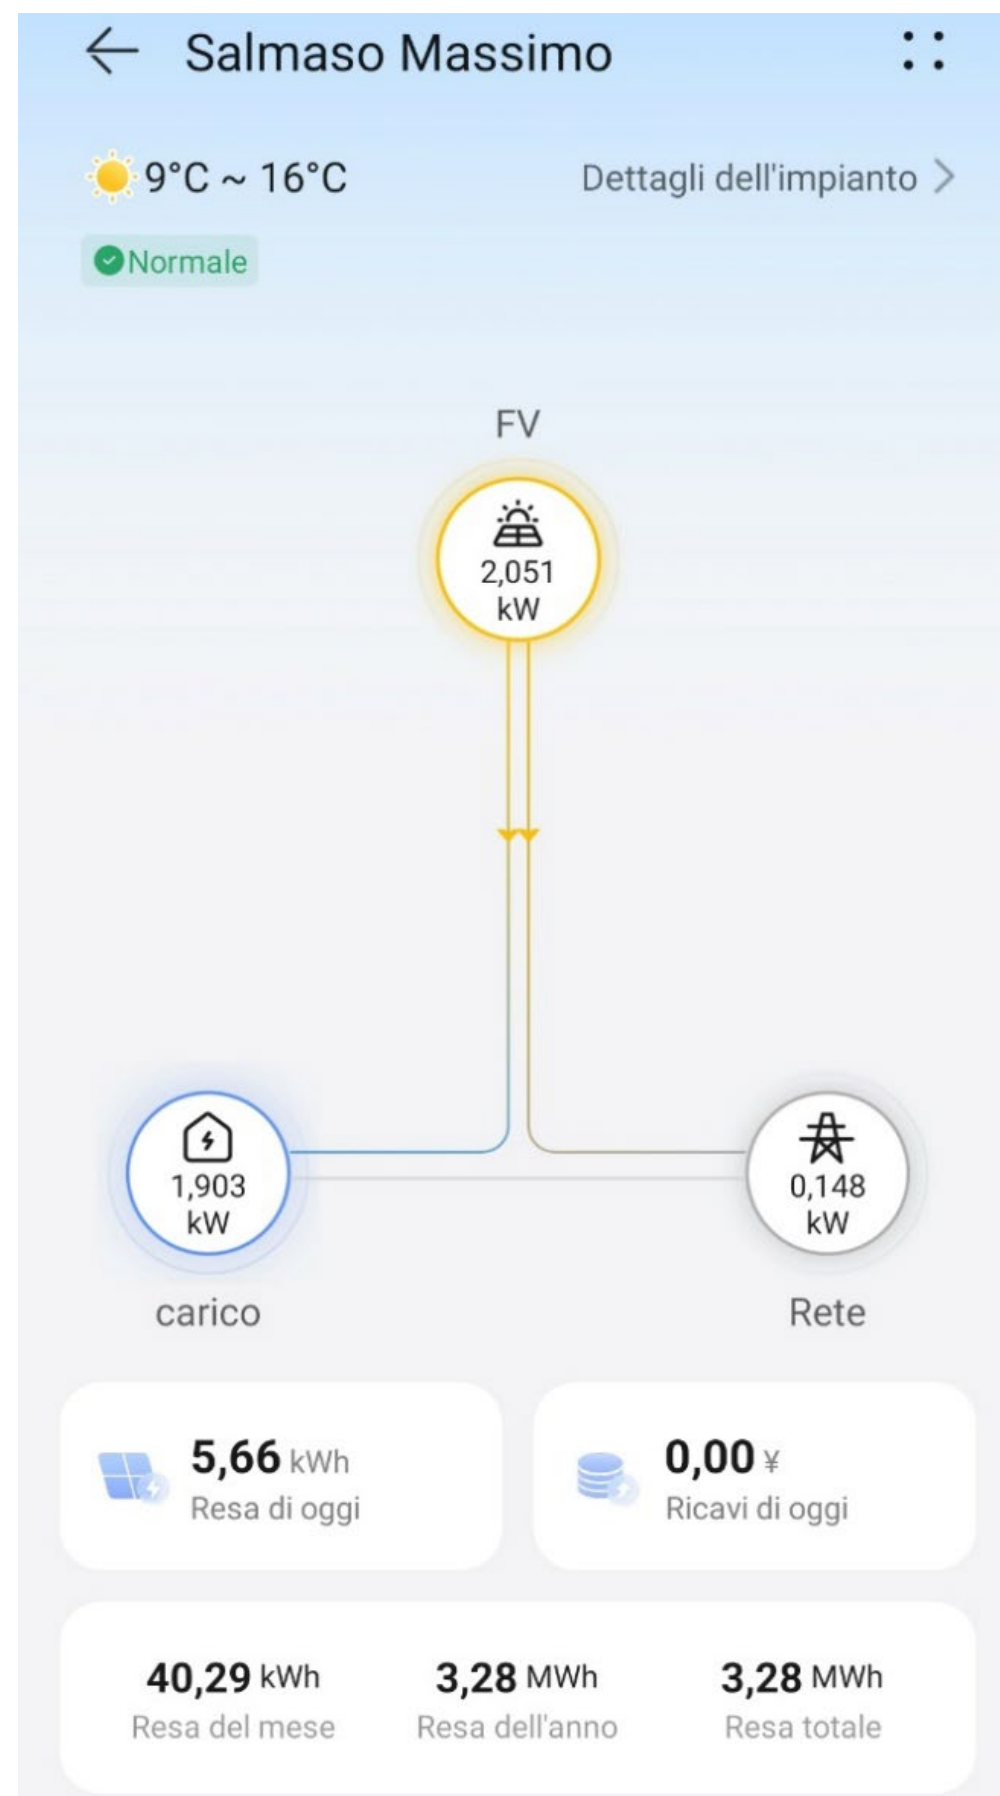 Salmaso Massimo
9°C ~ 16°C
Dettagli dell'impianto
Normale
FV
2,051
kW
1,903
kW
0,148
kW
carico
Rete
5,66 kWh
Resa di oggi
0,00 ¥
Ricavi di oggi
40,29 kWh
Resa del mese
3,28 MWh
Resa dell'anno
3,28 MWh
Resa totale